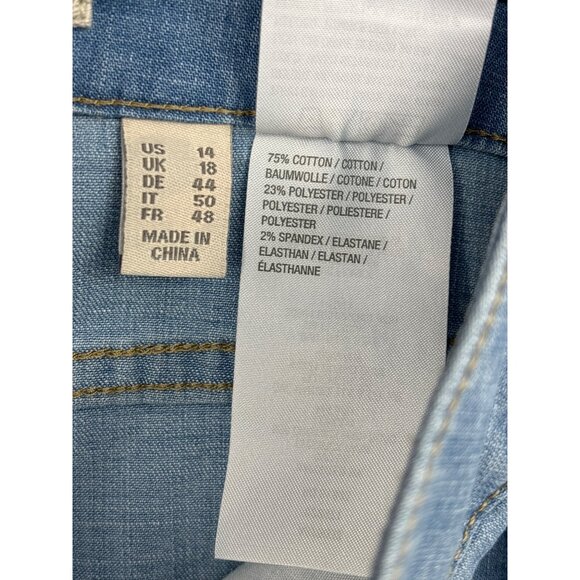 US 14
UK 18
DE 44
IT 50
FR 48
MADE IN
CHINA
75% COTTON / COTTON /
BAUMWOLLE / COTONE / COTON
23% POLYESTER / POLYESTER /
POLYESTER / POLIESTERE /
POLYESTER
2% SPANDEX / ELASTANE /
ELASTHAN / ELASTAN /
ÉLASTHANNE